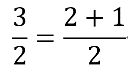 3/2 = (2 + 1)/2